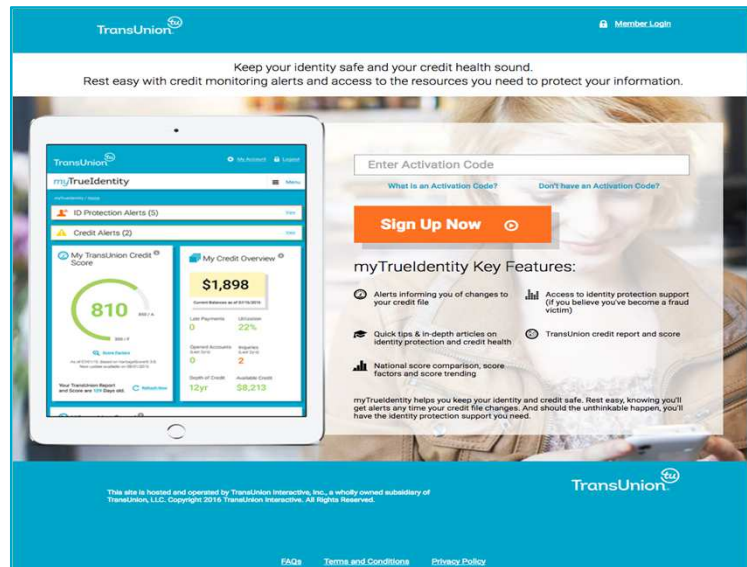 TransUnion
tu
Member Login
Keep your identity safe and your credit health sound.
Rest easy with credit monitoring alerts and access to the resources you need to protect your information.
TransUnion
tu
My Account
Logout
myTrueIdentity
Menu
ID Protection Alerts (5)
Credit Alerts (2)
My TransUnion Credit
Score
810
Score Factors
Your TransUnion Report
and Score are 129 Days old.
Refresh Now
My Credit Overview
$1,898
Late Payments
Utilization
0
22%
Opened Accounts
Inquiries
0
2
Depth of Credit
Available Credit
12yr
$8,213
Enter Activation Code
What is an Activation Code?
Don't have an Activation Code?
Sign Up Now
myTrueIdentity Key Features:
Alerts informing you of changes to
your credit file
Access to identity protection support
(if you believe you've become a fraud
victim)
Quick tips & in-depth articles on
identity protection and credit health
TransUnion credit report and score
National score comparison, score
factors and score trending
myTrueIdentity helps you keep your identity and credit safe. Rest easy, knowing you'll
get alerts any time your credit file changes. And should the unthinkable happen, you'll
have the identity protection support you need.
This site is hosted and operated by TransUnion Interactive, Inc., a wholly owned subsidiary of
TransUnion, LLC. Copyright 2016 TransUnion Interactive. All Rights Reserved.
TransUnion
tu
FAQs
Terms and Conditions
Privacy Policy